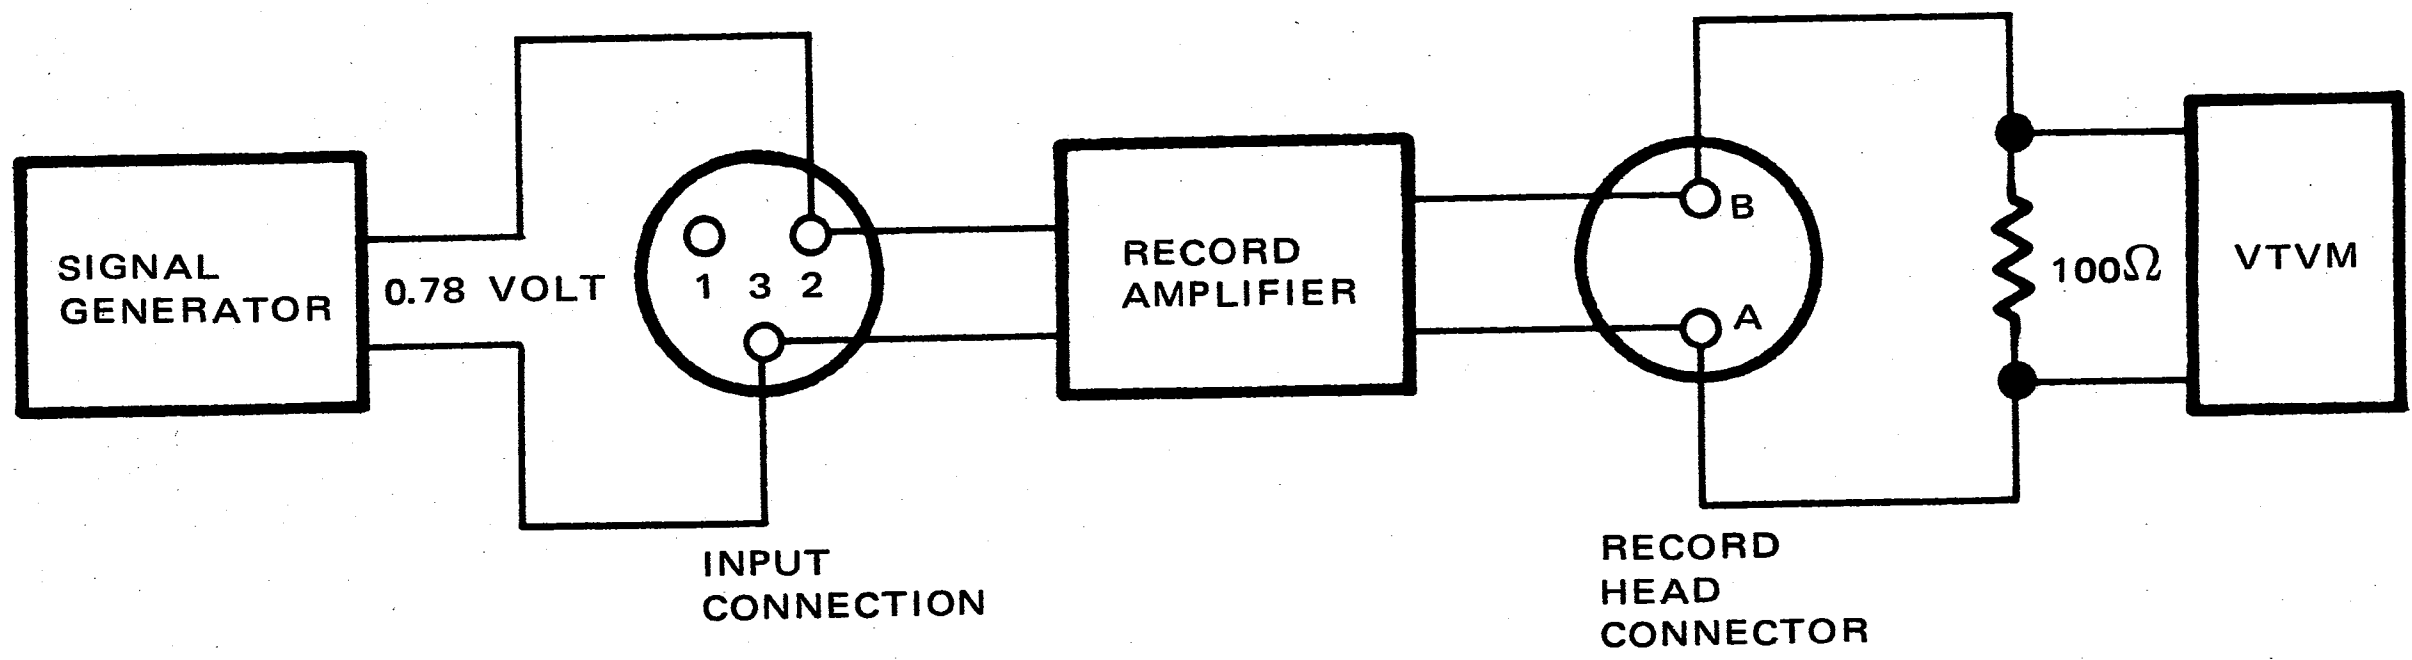 SIGNAL
GENERATOR
0.78 VOLT
1 3 2
INPUT
CONNECTION
RECORD
AMPLIFIER
B
A
RECORD
HEAD
CONNECTOR
100Ω
VTVM